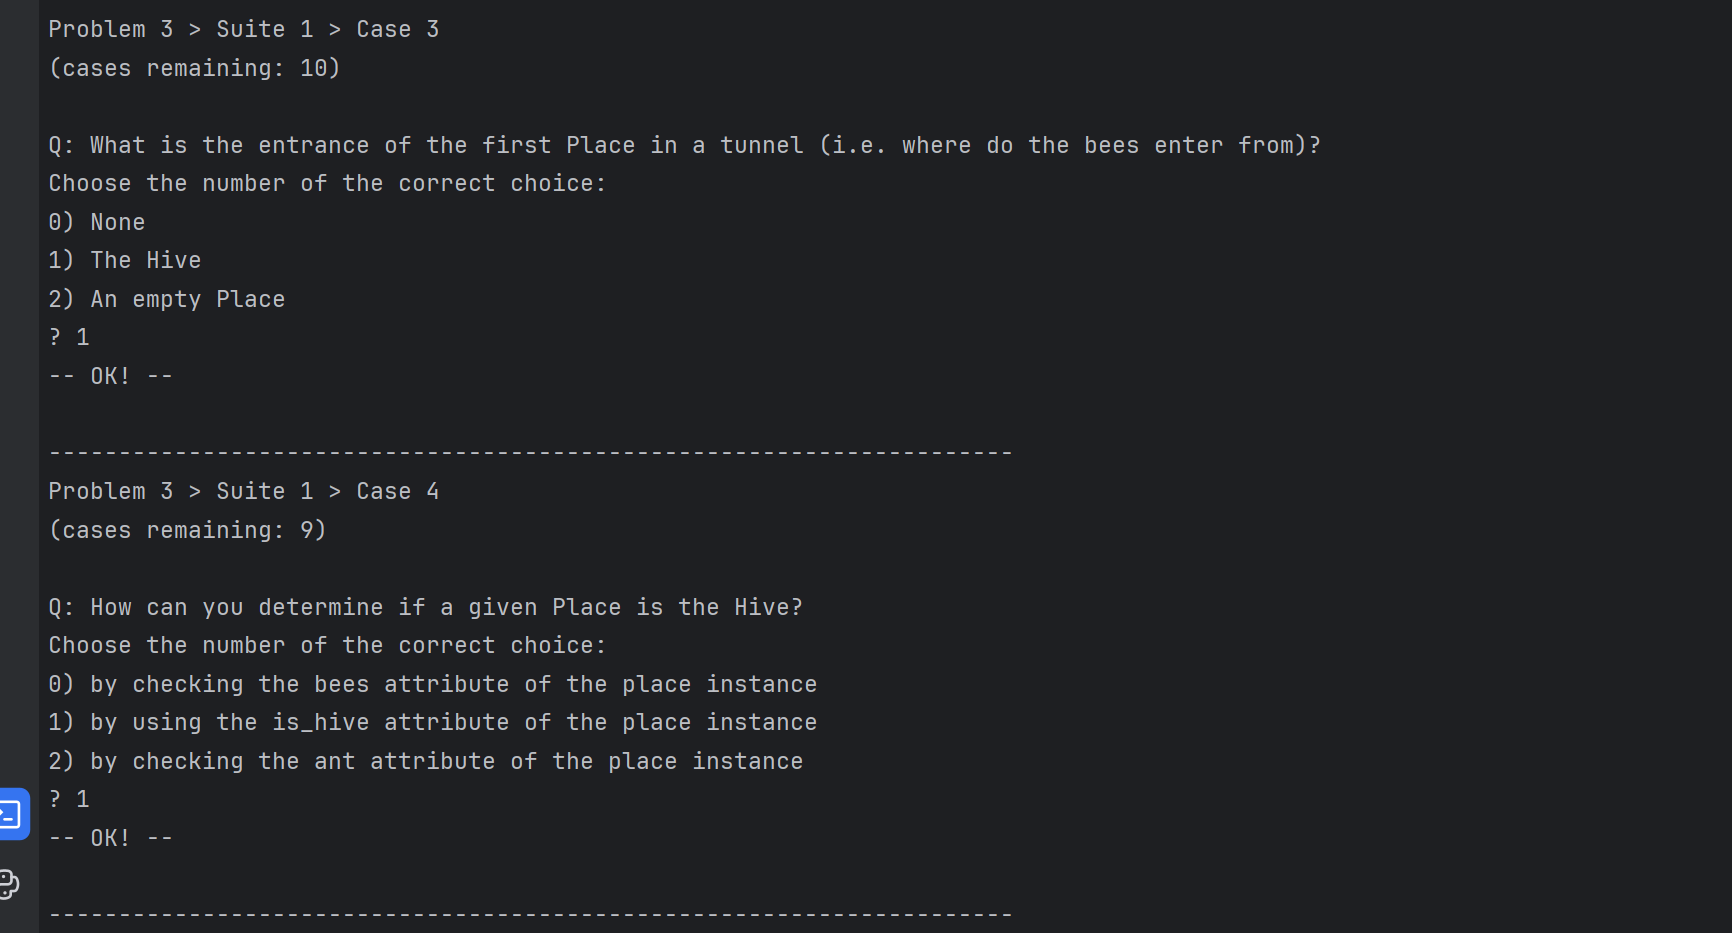 Problem 3 > Suite 1 > Case 3
(cases remaining: 10)
Q: What is the entrance of the first Place in a tunnel (i.e. where do the bees enter from)?
Choose the number of the correct choice:
0) None
1) The Hive
2) An empty Place
? 1
-- OK! --
---------------------------------------------------------------------
Problem 3 > Suite 1 > Case 4
(cases remaining: 9)
Q: How can you determine if a given Place is the Hive?
Choose the number of the correct choice:
0) by checking the bees attribute of the place instance
1) by using the is_hive attribute of the place instance
2) by checking the ant attribute of the place instance
? 1
-- OK! --
---------------------------------------------------------------------